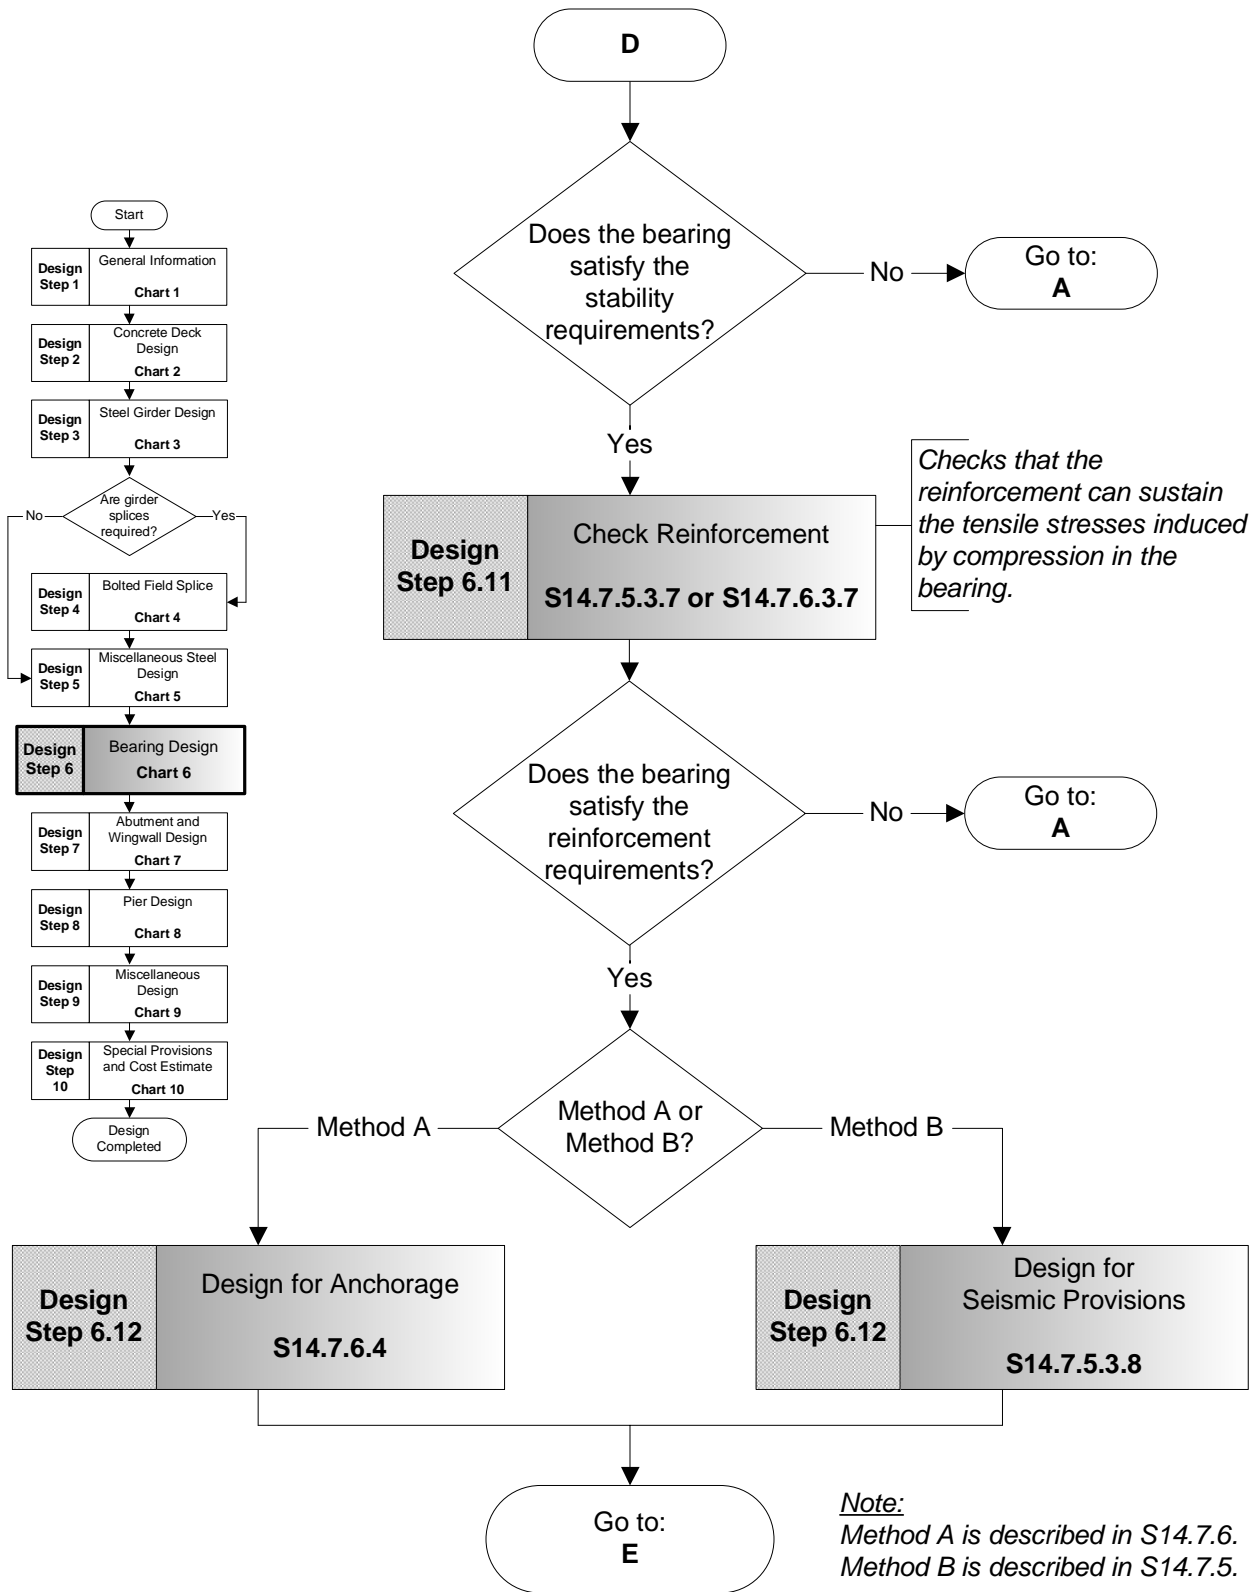 Start
Design
Step 1
General Information
Chart 1
Design
Step 2
Concrete Deck
Design
Chart 2
Design
Step 3
Steel Girder Design
Chart 3
Are girder
splices
required?
No
Yes
Design
Step 4
Bolted Field Splice
Chart 4
Design
Step 5
Miscellaneous Steel
Design
Chart 5
Design
Step 6
Bearing Design
Chart 6
Design
Step 7
Abutment and
Wingwall Design
Chart 7
Design
Step 8
Pier Design
Chart 8
Design
Step 9
Miscellaneous
Design
Chart 9
Design
Step
10
Special Provisions
and Cost Estimate
Chart 10
Design
Completed
D
Does the bearing
satisfy the
stability
requirements?
No
Go to:
A
Yes
Design
Step 6.11
Check Reinforcement
S14.7.5.3.7 or S14.7.6.3.7
Checks that the
reinforcement can sustain
the tensile stresses induced
by compression in the
bearing.
Does the bearing
satisfy the
reinforcement
requirements?
No
Go to:
A
Yes
Method A or
Method B?
Method A
Method B
Design
Step 6.12
Design for Anchorage
S14.7.6.4
Design
Step 6.12
Design for
Seismic Provisions
S14.7.5.3.8
Go to:
E
Note:
Method A is described in S14.7.6.
Method B is described in S14.7.5.